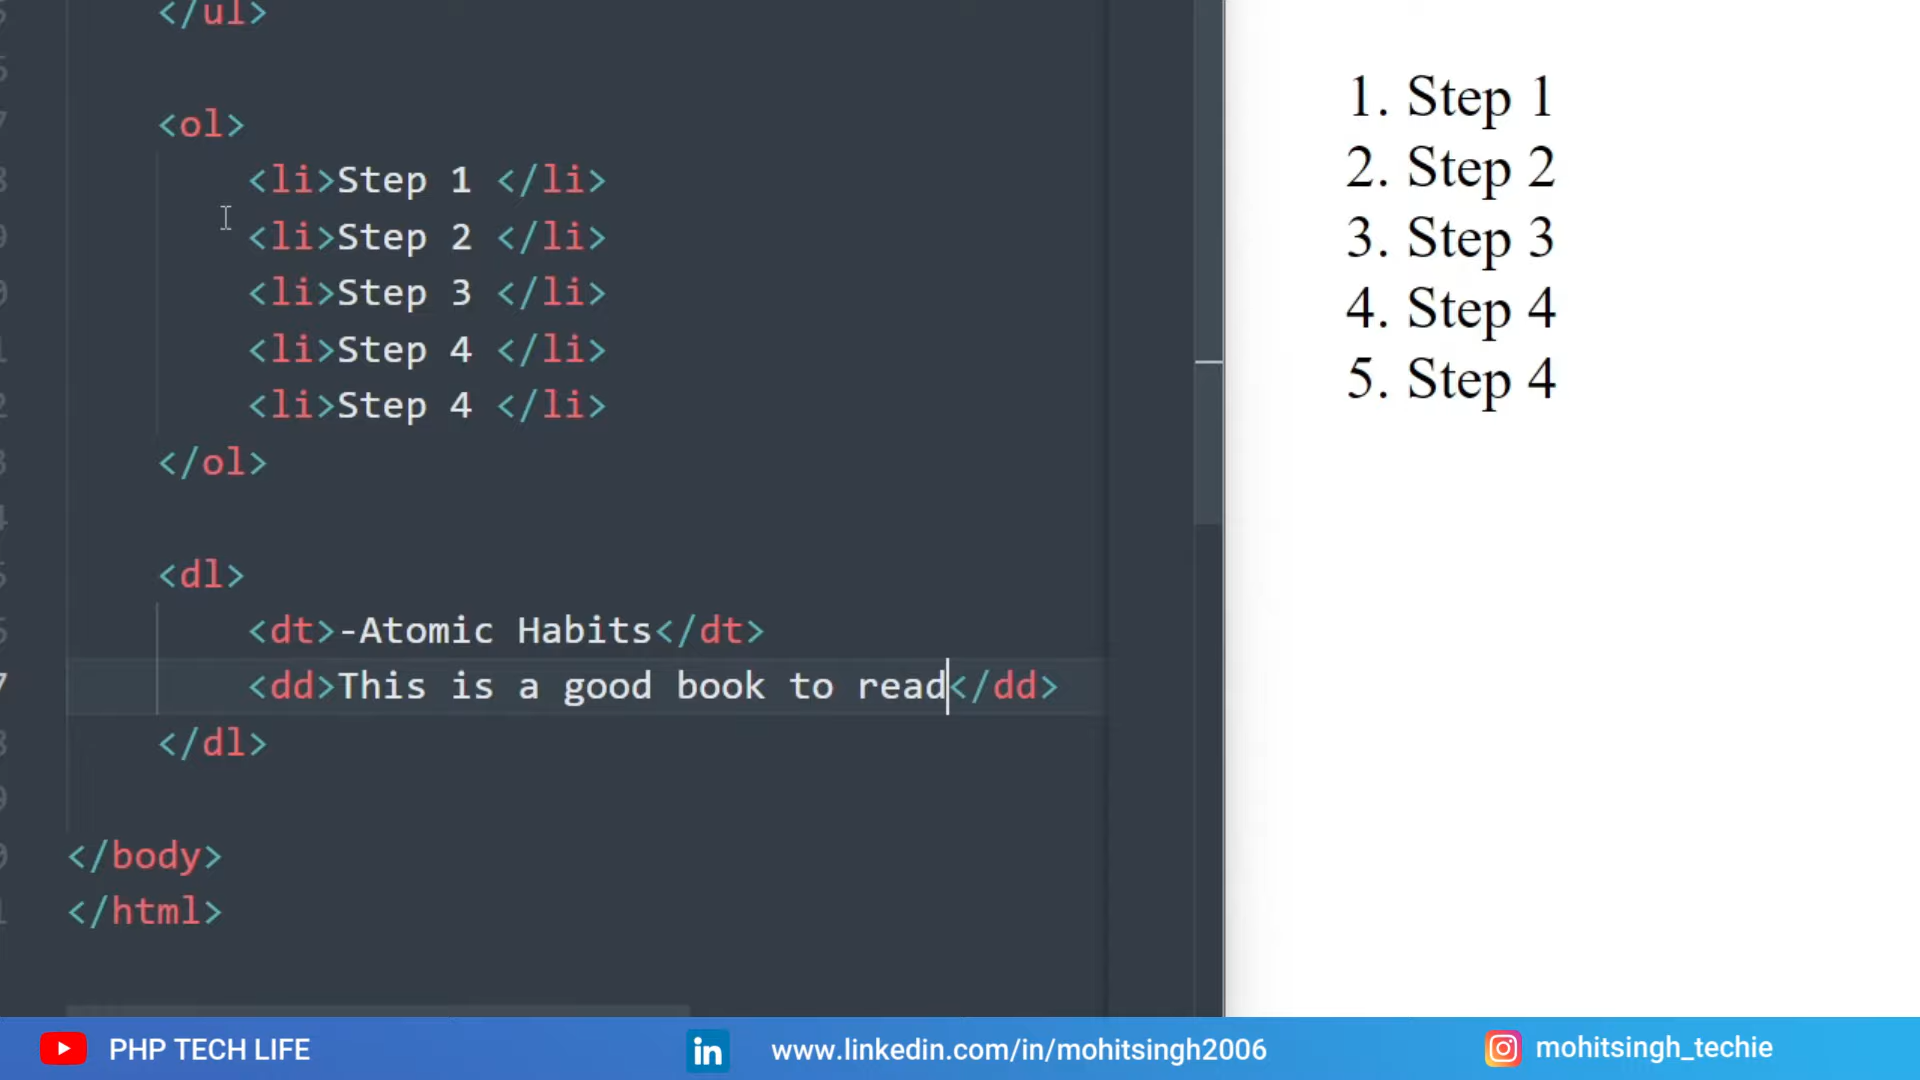 </ul>
<ol>
<li>Step 1 </li>
<li>Step 2 </li>
<li>Step 3 </li>
<li>Step 4 </li>
<li>Step 4 </li>
</ol>
<dl>
<dt>-Atomic Habits</dt>
<dd>This is a good book to read</dd>
</dl>
</body>
</html>
1. Step 1
2. Step 2
3. Step 3
4. Step 4
5. Step 4
PHP TECH LIFE
www.linkedin.com/in/mohitsingh2006
mohitsingh_techie